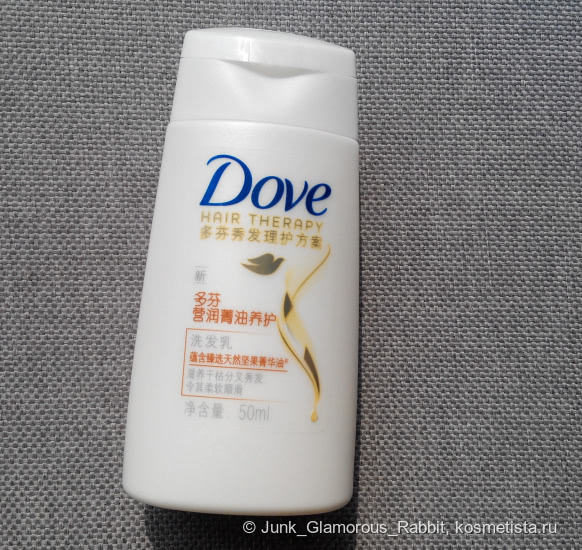 Dove
HAIR THERAPY
多芬秀发理护方案
新
多芬
营润菁油养护
洗发乳
蕴含臻选天然坚果菁华油®
滋养干枯分叉秀发
令其柔软顺滑
净含量 50ml
© Junk_Glamorous_Rabbit, kosmetista.ru